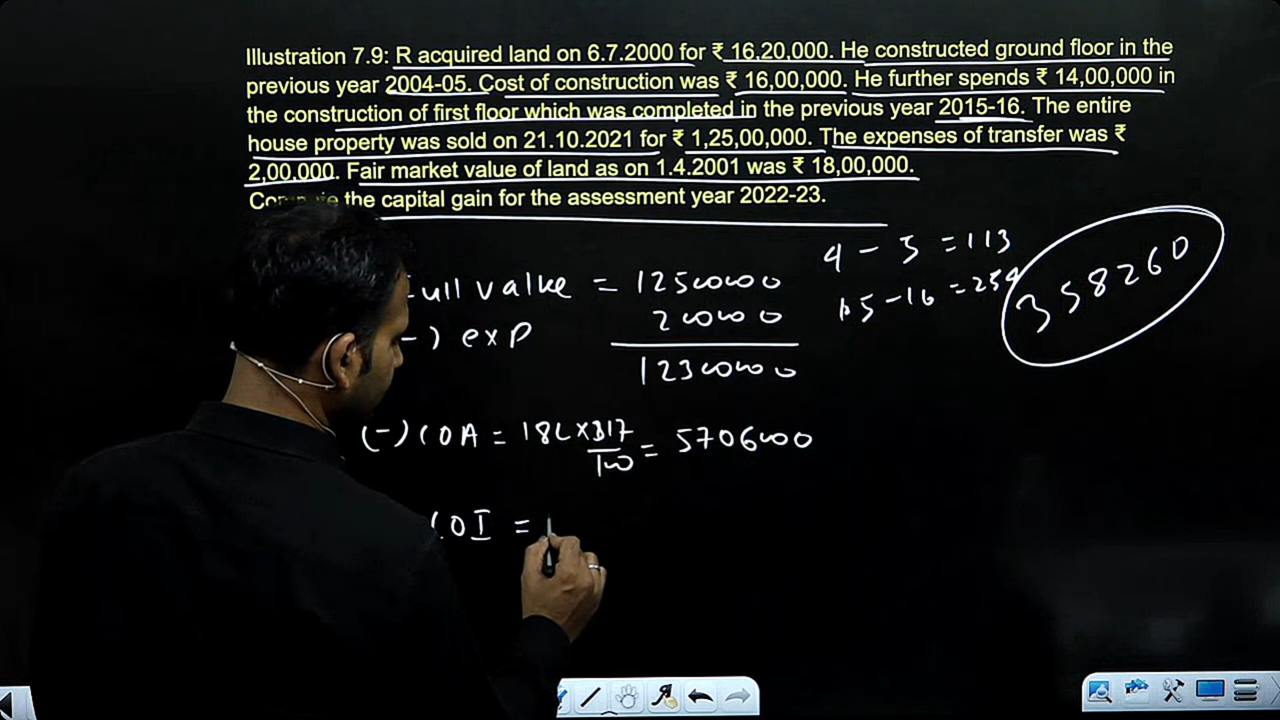 Illustration 7.9: R acquired land on 6.7.2000 for ₹ 16,20,000. He constructed ground floor in the
previous year 2004-05. Cost of construction was ₹ 16,00,000. He further spends ₹ 14,00,000 in
the construction of first floor which was completed in the previous year 2015-16. The entire
house property was sold on 21.10.2021 for ₹ 1,25,00,000. The expenses of transfer was ₹
2,00,000. Fair market value of land as on 1.4.2001 was ₹ 18,00,000.
the capital gain for the assessment year 2022-23.
4 - 5 = 113
15-16 = 254
358260
ull value = 12500000
-) exp 200000
12300000
(-) COA = 18L × 317/100 = 5706000
COI =